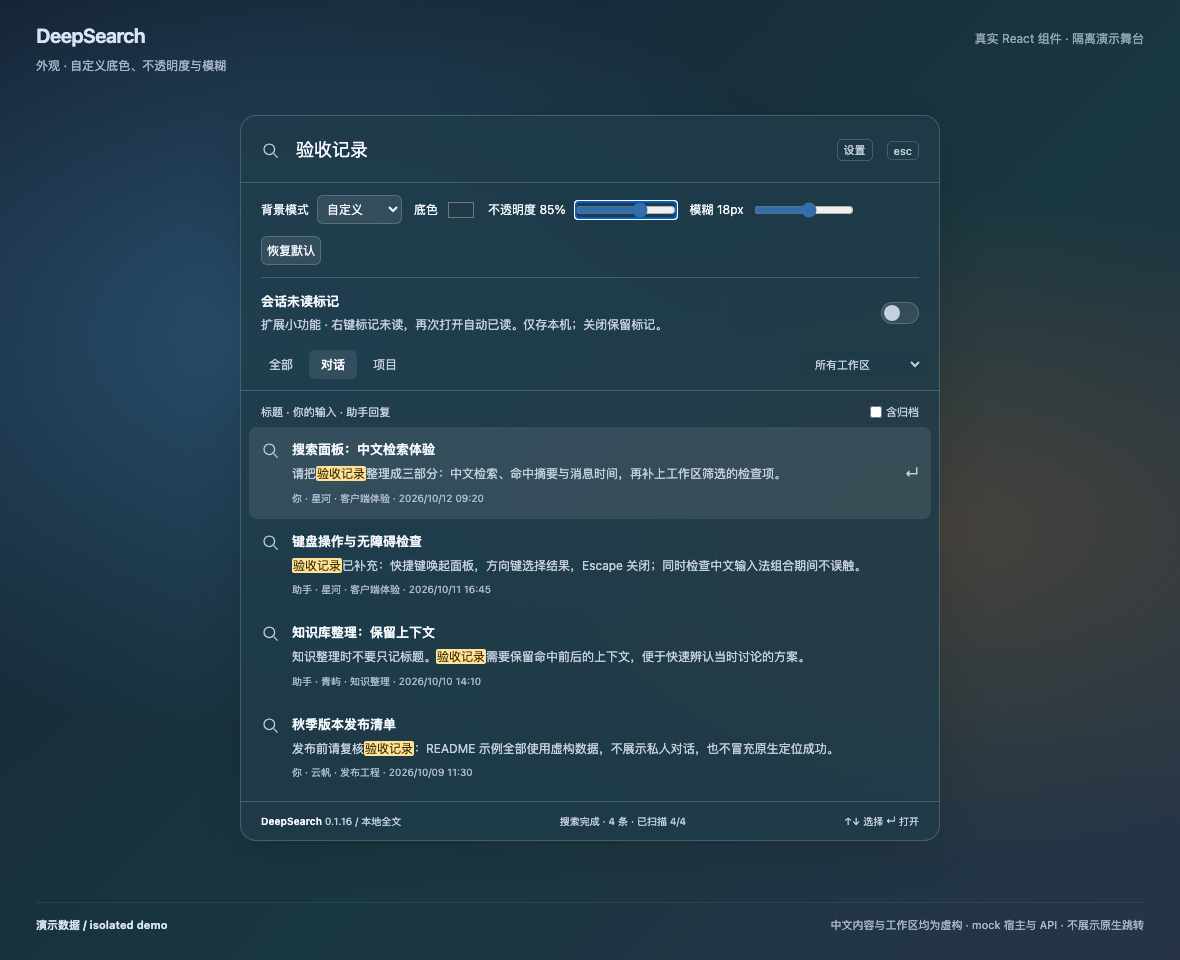 DeepSearch
真实 React 组件 · 隔离演示舞台
外观 · 自定义底色、不透明度与模糊
验收记录
设置
esc
背景模式 自定义 底色 不透明度 85% 模糊 18px
恢复默认
会话未读标记
扩展小功能 · 右键标记未读，再次打开自动已读。仅存本机；关闭保留标记。
全部 对话 项目 所有工作区
标题 · 你的输入 · 助手回复 含归档
搜索面板：中文检索体验
请把验收记录整理成三部分：中文检索、命中摘要与消息时间，再补上工作区筛选的检查项。
你 · 星河 · 客户端体验 · 2026/10/12 09:20
键盘操作与无障碍检查
验收记录已补充：快捷键唤起面板，方向键选择结果，Escape 关闭；同时检查中文输入法组合期间不误触。
助手 · 星河 · 客户端体验 · 2026/10/11 16:45
知识库整理：保留上下文
知识整理时不要只记标题。验收记录需要保留命中前后的上下文，便于快速辨认当时讨论的方案。
助手 · 青屿 · 知识整理 · 2026/10/10 14:10
秋季版本发布清单
发布前请复核验收记录：README 示例全部使用虚构数据，不展示私人对话，也不冒充原生定位成功。
你 · 云帆 · 发布工程 · 2026/10/09 11:30
DeepSearch 0.1.16 / 本地全文 搜索完成 · 4 条 · 已扫描 4/4 ↑↓ 选择 ↵ 打开
演示数据 / isolated demo
中文内容与工作区均为虚构 · mock 宿主与 API · 不展示原生跳转